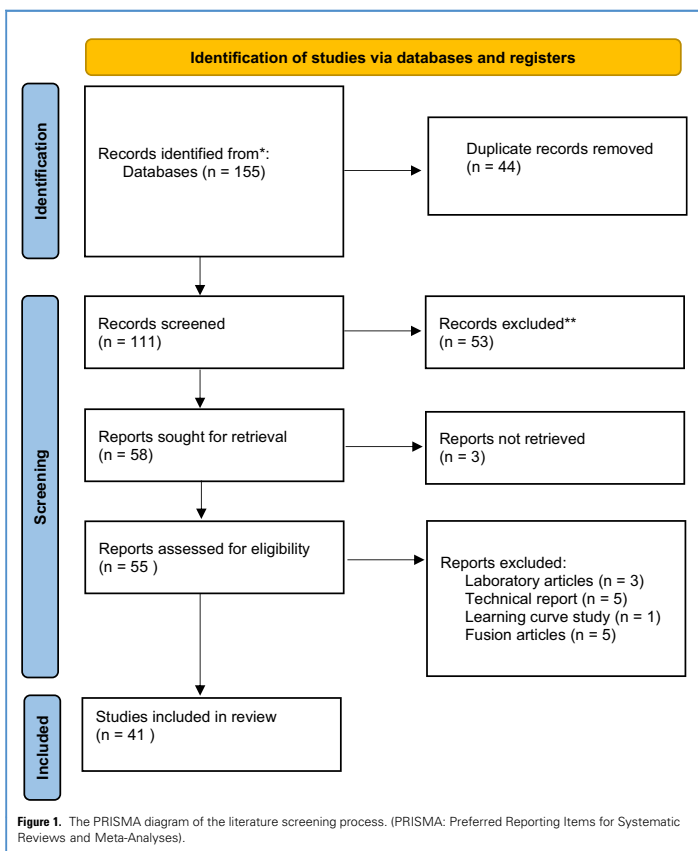 Identification of studies via databases and registers
Identification
Records identified from*:
Databases (n = 155)
Duplicate records removed
(n = 44)
Screening
Records screened
(n = 111)
Records excluded**
(n = 53)
Reports sought for retrieval
(n = 58)
Reports not retrieved
(n = 3)
Reports assessed for eligibility
(n = 55 )
Reports excluded:
Laboratory articles (n = 3)
Technical report (n = 5)
Learning curve study (n = 1)
Fusion articles (n = 5)
Included
Studies included in review
(n = 41 )
Figure 1. The PRISMA diagram of the literature screening process. (PRISMA: Preferred Reporting Items for Systematic
Reviews and Meta-Analyses).